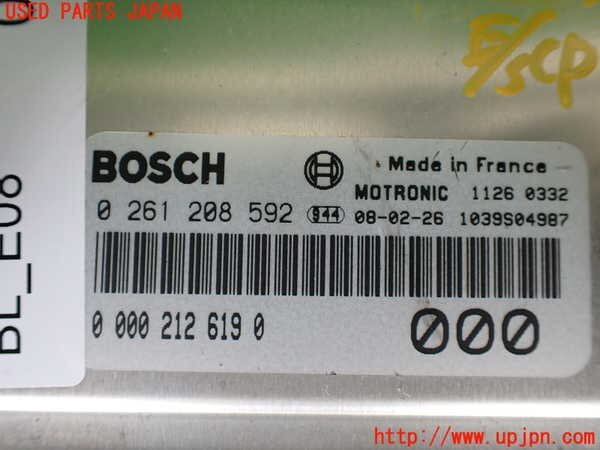 USED PARTS JAPAN
E/SCP
BL_E08
BOSCH
Made in France
MOTRONIC 1126 0332
0 261 208 592 944 08-02-26 1039S04987
0 000 212 619 0
000
http://www.upjpn.com/